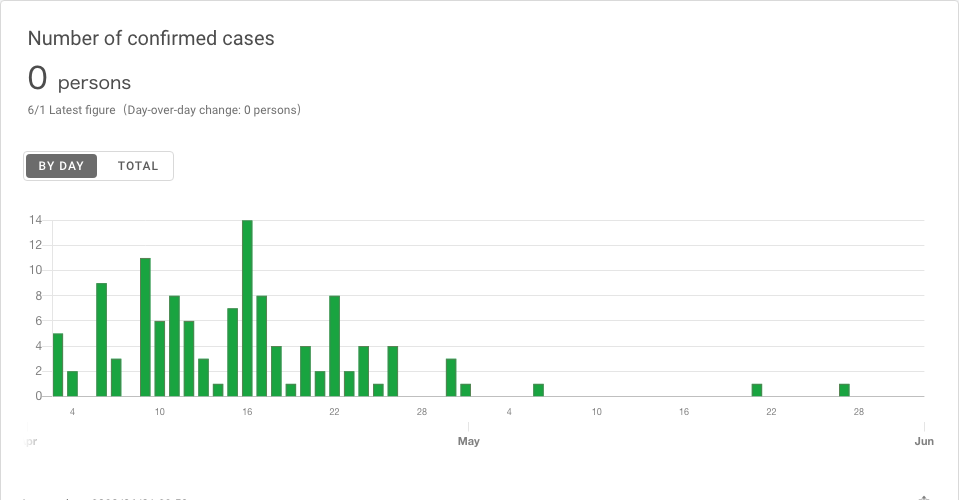 Number of confirmed cases
0 persons
6/1 Latest figure (Day-over-day change: 0 persons)
BY DAY TOTAL
14
12
10
8
6
4
2
0
4 10 16 22 28 4 10 16 22 28
May Jun